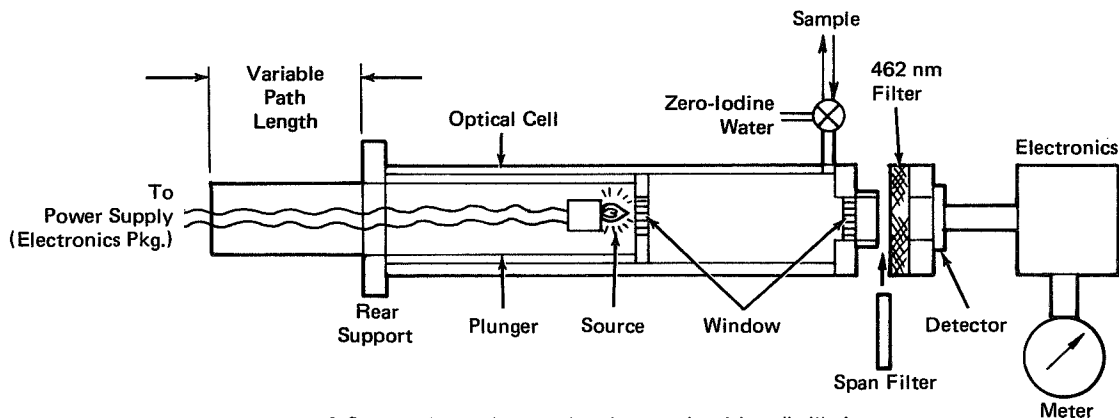 Sample
462 nm
Filter
Variable
Path
Length
Zero-Iodine
Water
Optical Cell
Electronics
To
Power Supply
(Electronics Pkg.)
Rear
Support
Plunger
Source
Window
Detector
Span Filter
Meter